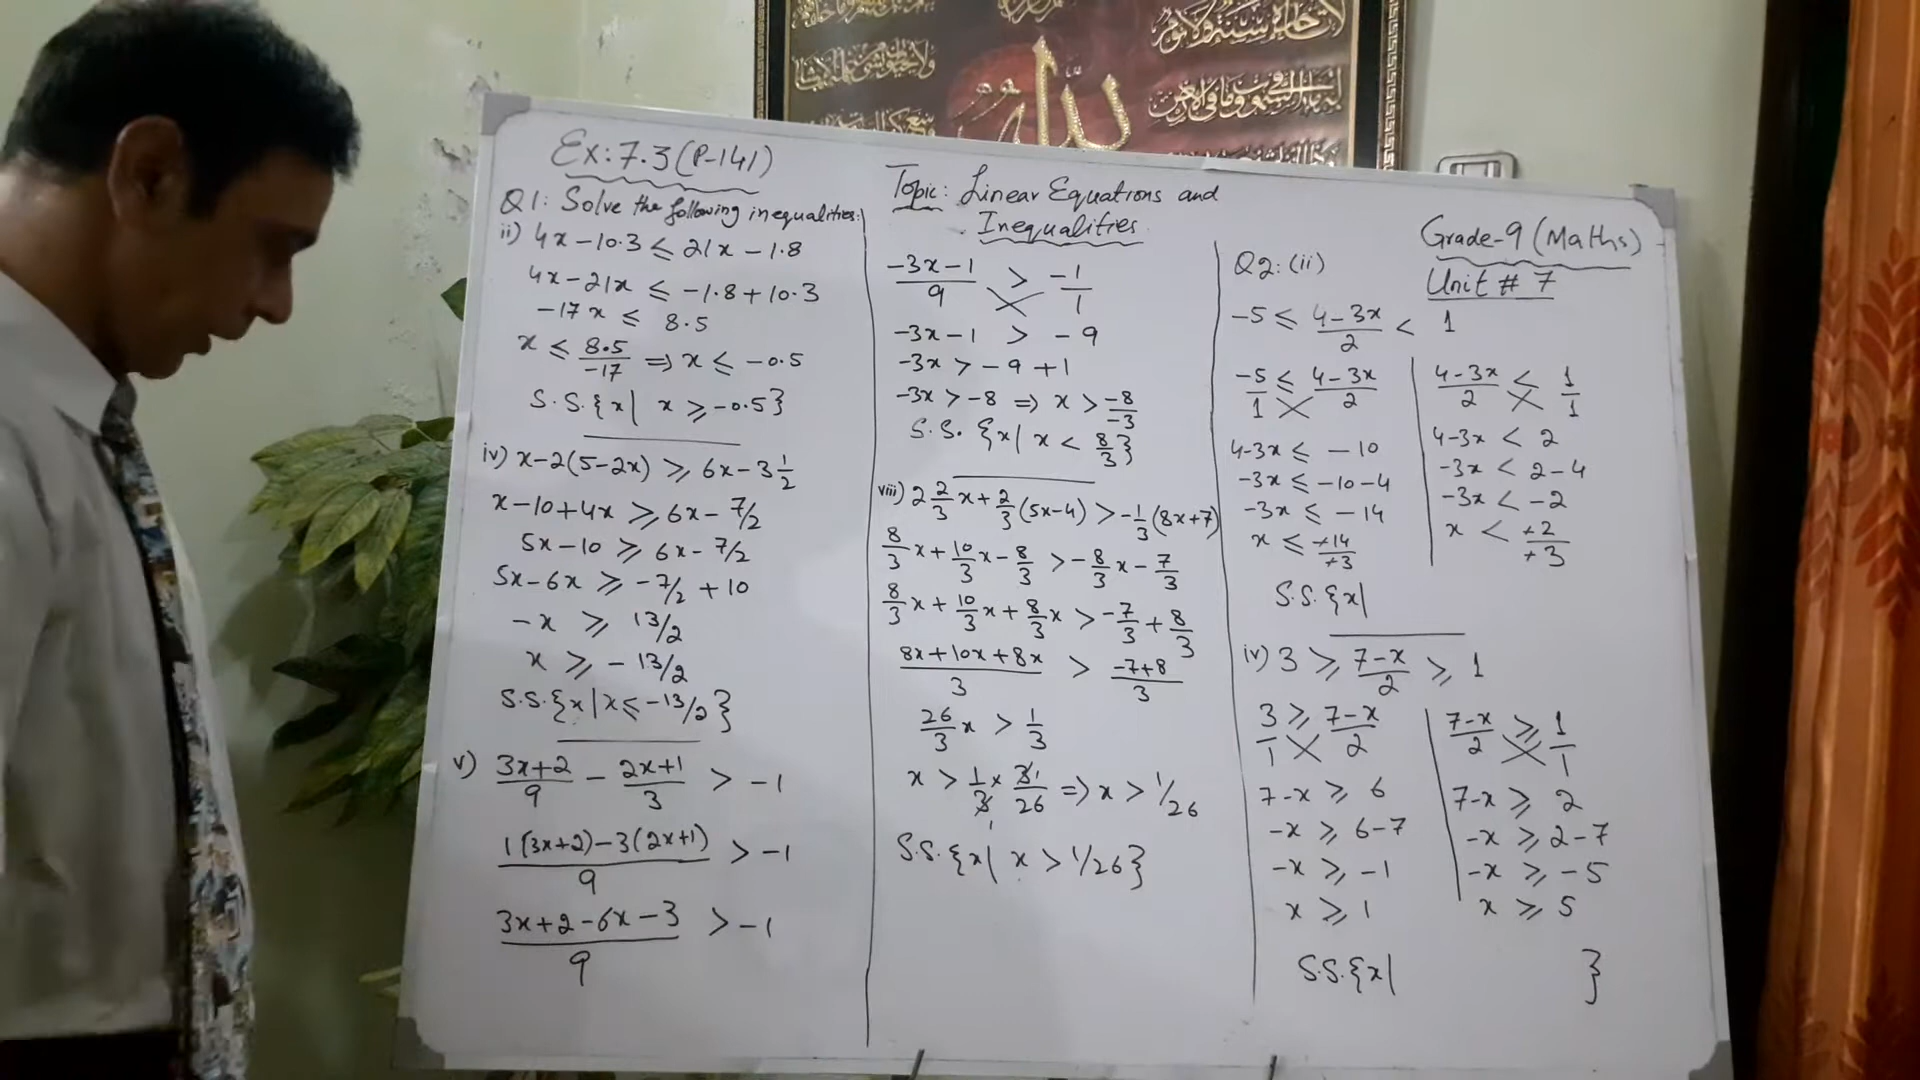 Ex: 7.3 (P-141)
Q1: Solve the following inequalities:
ii) 4x - 10.3 ⩽ 21x - 1.8
4x - 21x ⩽ -1.8 + 10.3
-17x ⩽ 8.5
x ⩽ 8.5/-17 ⇒ x ⩽ -0.5
S.S.{x| x ⩾ -0.5}
iv) x - 2(5 - 2x) ⩾ 6x - 3 1/2
x - 10 + 4x ⩾ 6x - 7/2
5x - 10 ⩾ 6x - 7/2
5x - 6x ⩾ -7/2 + 10
-x ⩾ 13/2
x ⩾ -13/2
S.S.{x| x ⩽ -13/2}
v) 3x+2/9 - 2x+1/3 > -1
1(3x+2) - 3(2x+1)/9 > -1
3x+2-6x-3/9 > -1
Topic: Linear Equations and
Inequalities.
-3x-1/9 > -1/1
-3x-1 > -9
-3x > -9+1
-3x > -8 ⇒ x > -8/-3
S.S. {x| x < 8/3}
viii) 2 2/3 x + 2/3 (5x-4) > -1/3 (8x+7)
8/3 x + 10/3 x - 8/3 > -8/3 x - 7/3
8/3 x + 10/3 x + 8/3 x > -7/3 + 8/3
8x+10x+8x/3 > -7+8/3
26/3 x > 1/3
x > 1/3 × 3 1/26 ⇒ x > 1/26
S.S.{x| x > 1/26}
Grade-9 (Maths)
Unit # 7
Q2: (ii)
-5 ⩽ 4-3x/2 < 1
-5/1 ⩽ 4-3x/2
4-3x ⩽ -10
-3x ⩽ -10-4
-3x ⩽ -14
x ⩽ +14/+3
4-3x/2 < 1/1
4-3x < 2
-3x < 2-4
-3x < -2
x < +2/+3
S.S.{x|
iv) 3 ⩾ 7-x/2 ⩾ 1
3/1 ⩾ 7-x/2
7-x ⩾ 6
-x ⩾ 6-7
-x ⩾ -1
x ⩾ 1
7-x/2 ⩾ 1/1
7-x ⩾ 2
-x ⩾ 2-7
-x ⩾ -5
x ⩾ 5
S.S.{x| }
الله